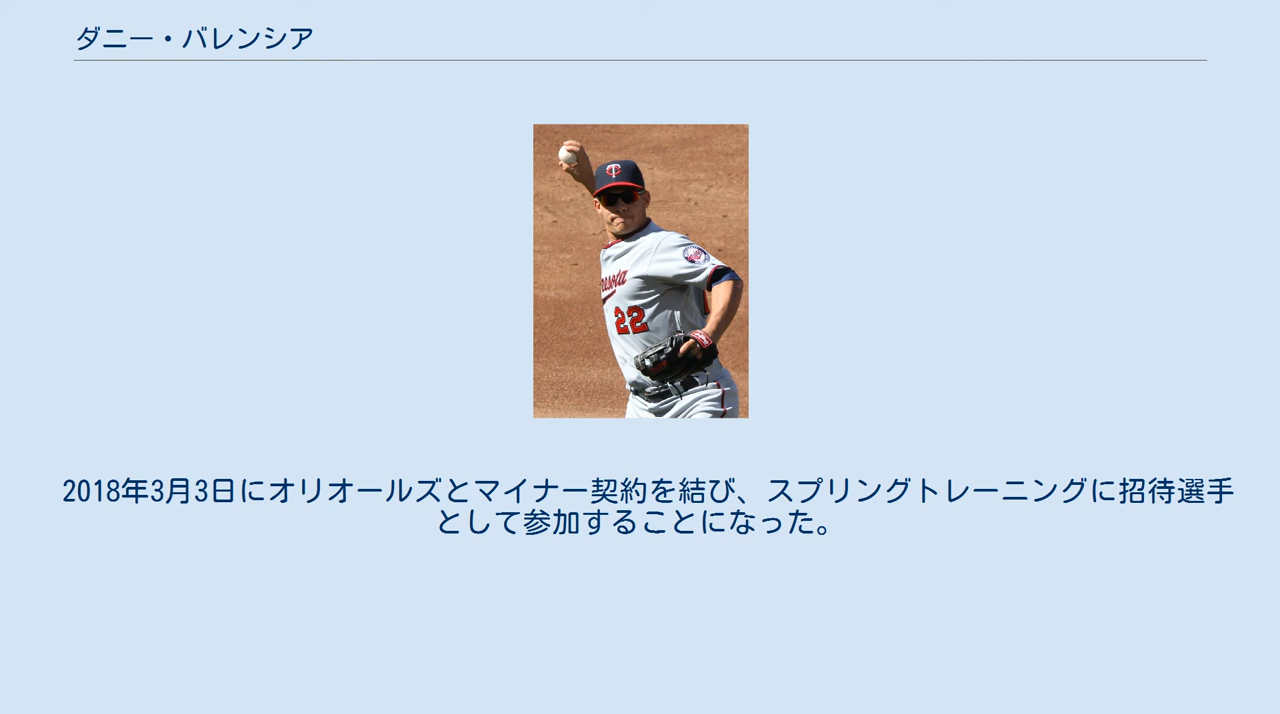 ダニー・バレンシア
nesota
22
2018年3月3日にオリオールズとマイナー契約を結び、スプリングトレーニングに招待選手
として参加することになった。